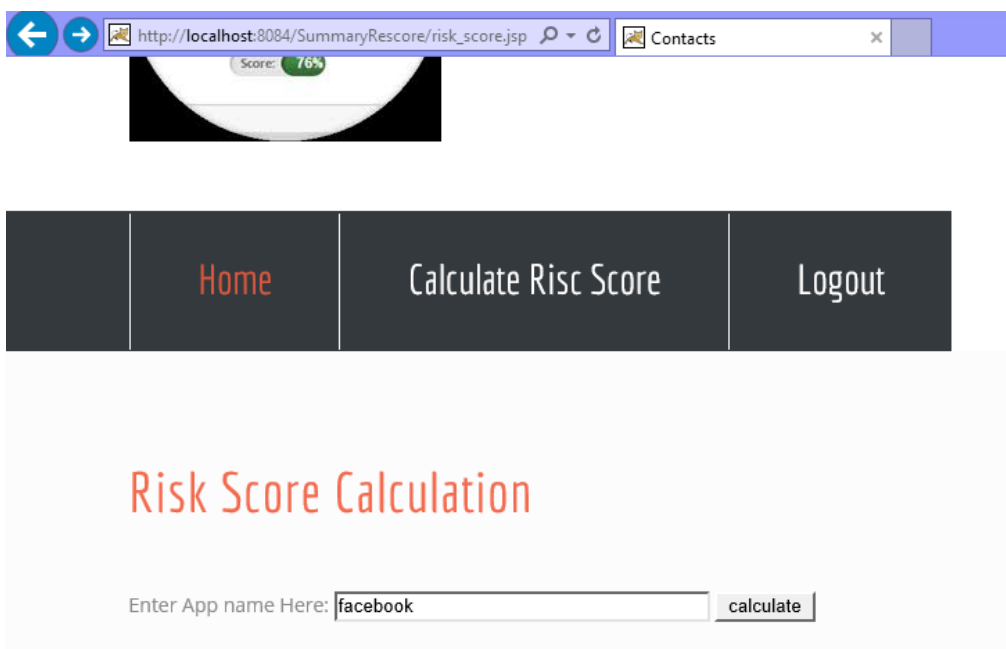 http://localhost:8084/SummaryRescore/risk_score.jsp
Contacts
Score: 76%
Home
Calculate Risc Score
Logout
Risk Score Calculation
Enter App name Here: facebook calculate